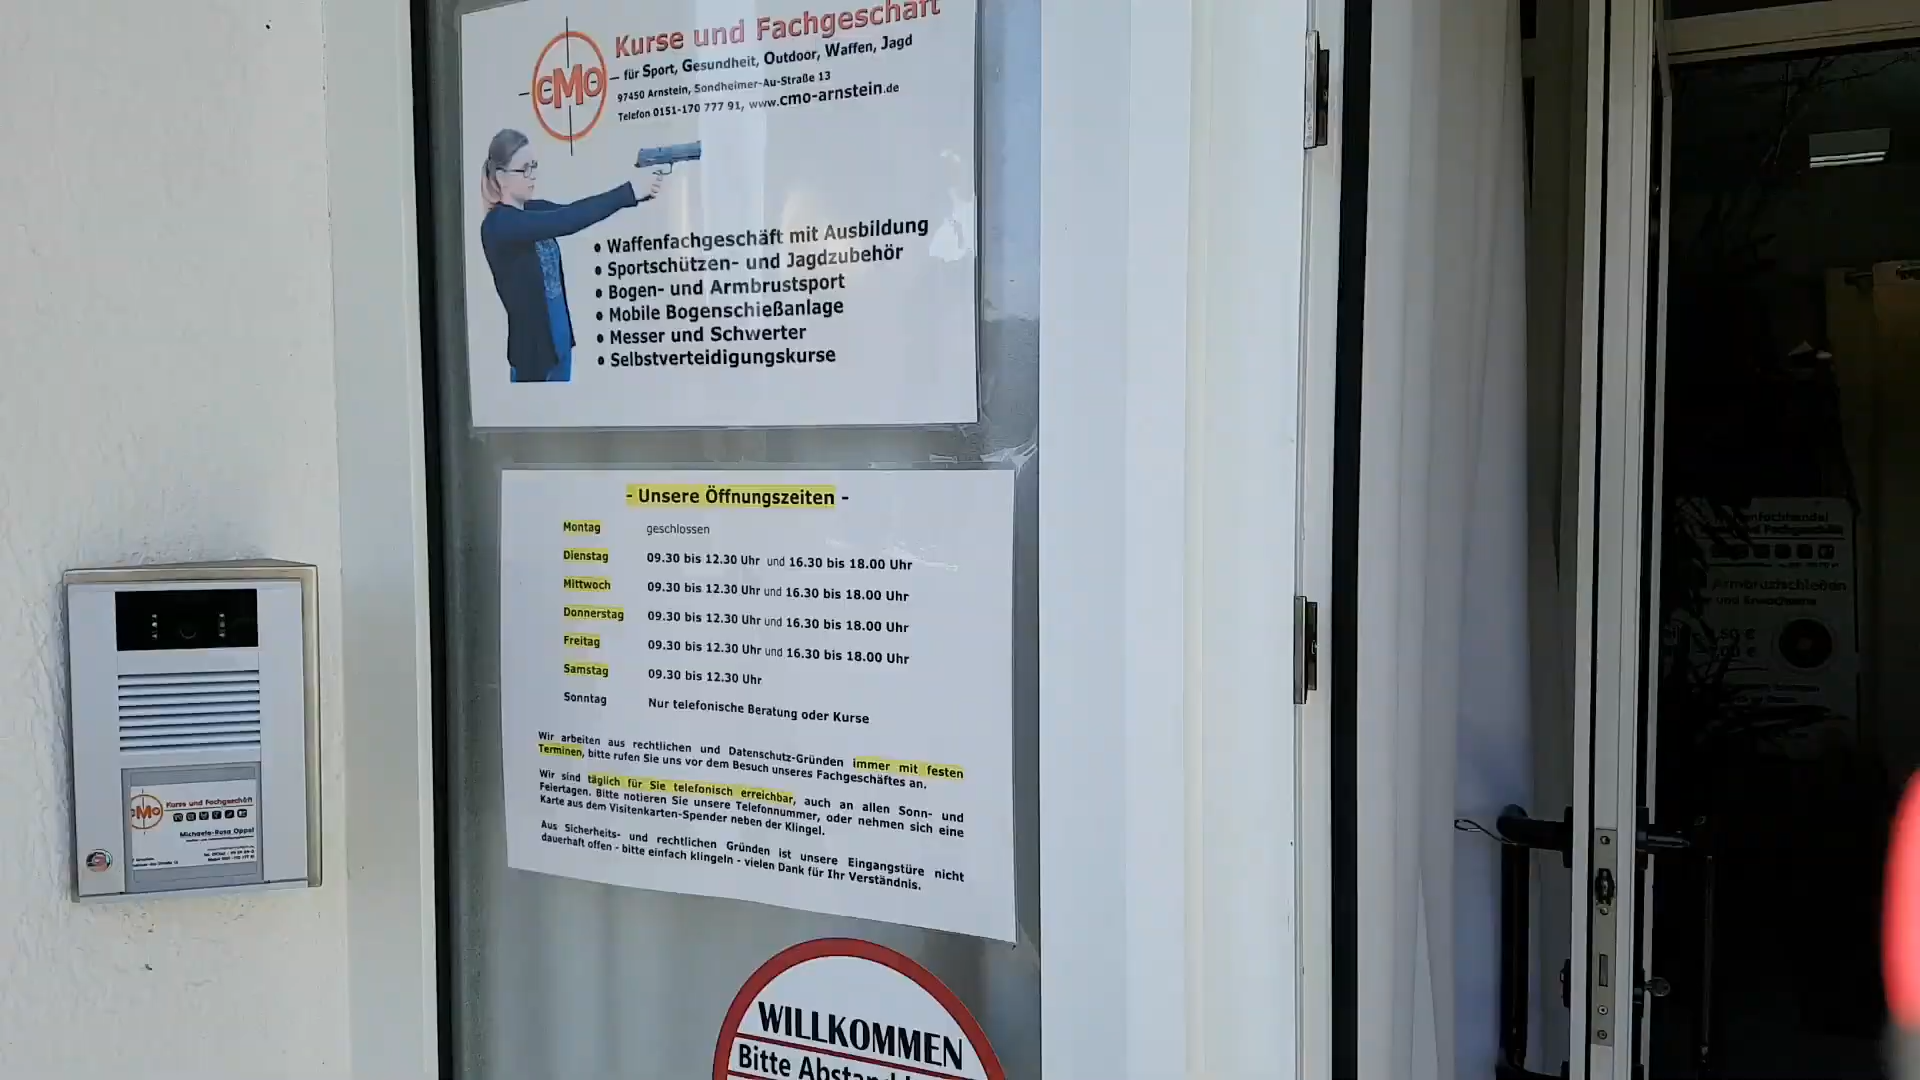 Kurse und Fachgeschäft
CMO
für Sport, Gesundheit, Outdoor, Waffen, Jagd
97450 Arnstein, Sondheimer-Au-Straße 13
Telefon 0151-170 777 91, www.cmo-arnstein.de
• Waffenfachgeschäft mit Ausbildung
• Sportschützen- und Jagdzubehör
• Bogen- und Armbrustsport
• Mobile Bogenschießanlage
• Messer und Schwerter
• Selbstverteidigungskurse
- Unsere Öffnungszeiten -
Montag geschlossen
Dienstag 09.30 bis 12.30 Uhr und 16.30 bis 18.00 Uhr
Mittwoch 09.30 bis 12.30 Uhr und 16.30 bis 18.00 Uhr
Donnerstag 09.30 bis 12.30 Uhr und 16.30 bis 18.00 Uhr
Freitag 09.30 bis 12.30 Uhr und 16.30 bis 18.00 Uhr
Samstag 09.30 bis 12.30 Uhr
Sonntag Nur telefonische Beratung oder Kurse
Wir arbeiten aus rechtlichen und Datenschutz-Gründen immer mit festen
Terminen, bitte rufen Sie uns vor dem Besuch unseres Fachgeschäftes an.
Wir sind täglich für Sie telefonisch erreichbar, auch an allen Sonn- und
Feiertagen. Bitte notieren Sie unsere Telefonnummer, oder nehmen sich eine
Karte aus dem Visitenkarten-Spender neben der Klingel.
Aus Sicherheits- und rechtlichen Gründen ist unsere Eingangstüre nicht
dauerhaft offen - bitte einfach klingeln - vielen Dank für Ihr Verständnis.
WILLKOMMEN
Bitte
CMO
Kurse und Fachgeschäft
Michaela-Rosa Oppel
Armbrustschießen
und Erwachsene